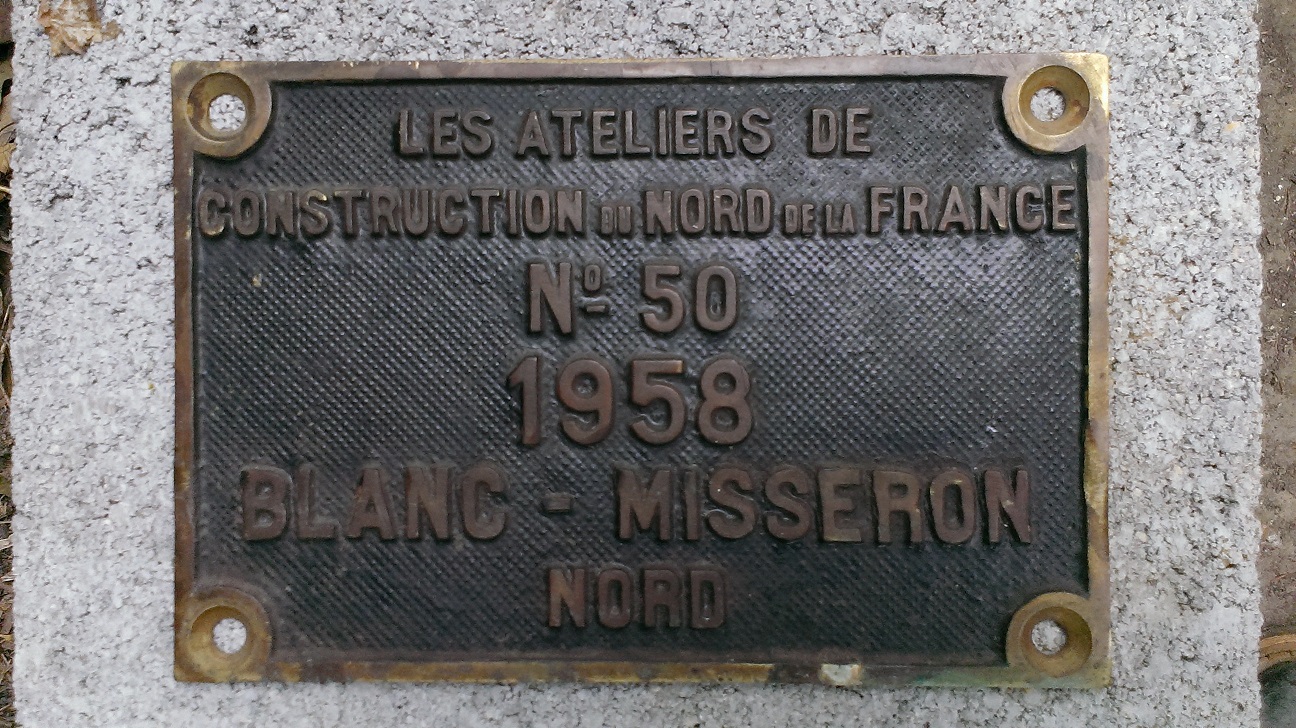 LES ATELIERS DE
CONSTRUCTION DU NORD DE LA FRANCE
Nº 50
1958
BLANC - MISSERON
NORD